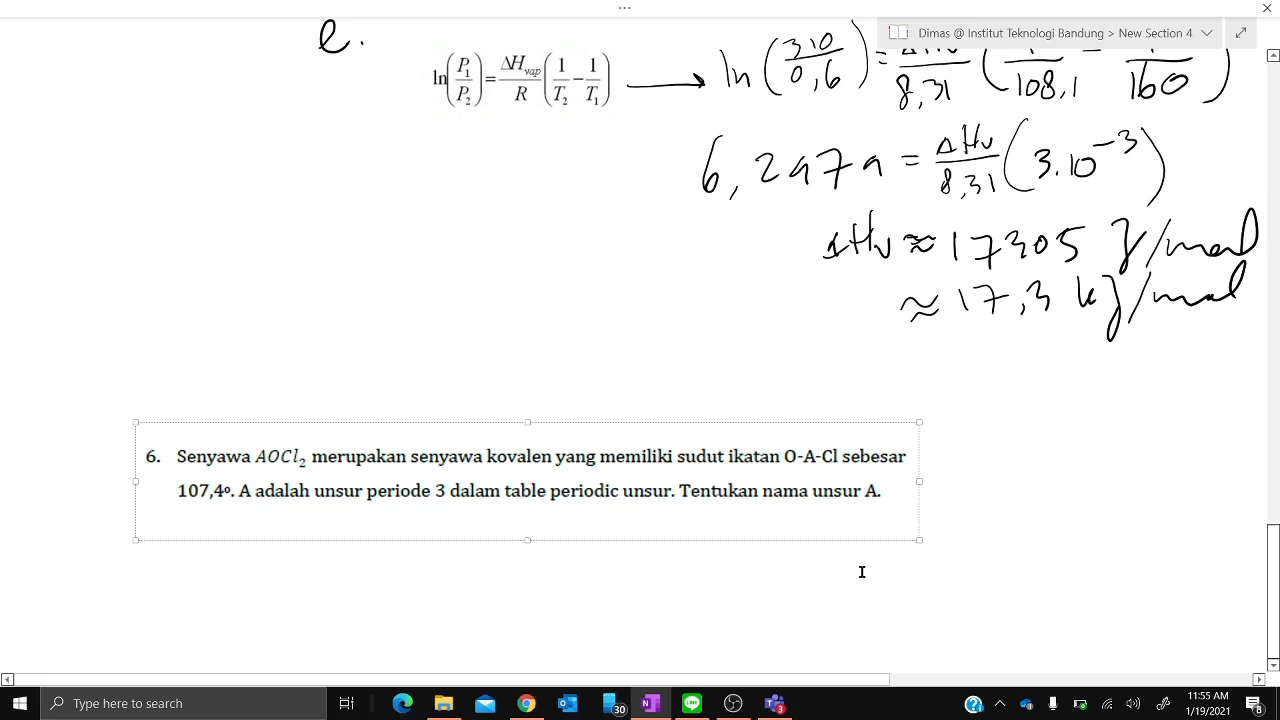 Dimas @ Institut Teknologi Bandung > New Section 4
e.
ln(P₁/P₂) = ΔH_vap/R (1/T₂ − 1/T₁) → ln(310/0,6) = ΔHv/8,31 (1/108,1 − 1/160)
6,2479 = ΔHv/8,31 (3.10⁻³)
ΔHv ≈ 17305 J/mol
≈ 17,3 kJ/mol
6. Senyawa AOCl₂ merupakan senyawa kovalen yang memiliki sudut ikatan O-A-Cl sebesar
107,4º. A adalah unsur periode 3 dalam table periodic unsur. Tentukan nama unsur A.
Type here to search
30
3
11:55 AM
1/19/2021
8